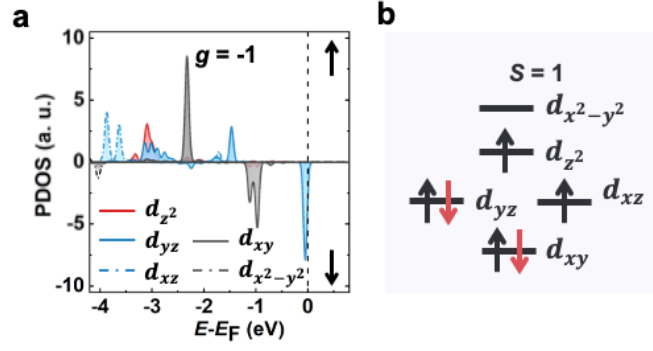 a
b
PDOS (a. u.)
10
5
0
-5
-10
g = -1
d_{z^2}
d_{yz}
d_{xy}
d_{xz}
d_{x^2-y^2}
-4
-3
-2
-1
0
E-E_F (eV)
S = 1
d_{x^2-y^2}
d_{z^2}
d_{yz}
d_{xz}
d_{xy}